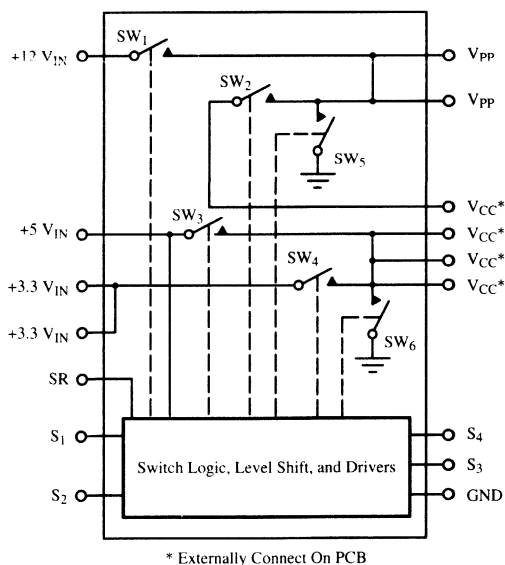 SW1
+12 VIN
VPP
SW2
VPP
SW5
VCC*
SW3
+5 VIN
VCC*
SW4
VCC*
+3.3 VIN
VCC*
+3.3 VIN
SW6
SR
S1
S4
Switch Logic, Level Shift, and Drivers
S3
S2
GND
* Externally Connect On PCB